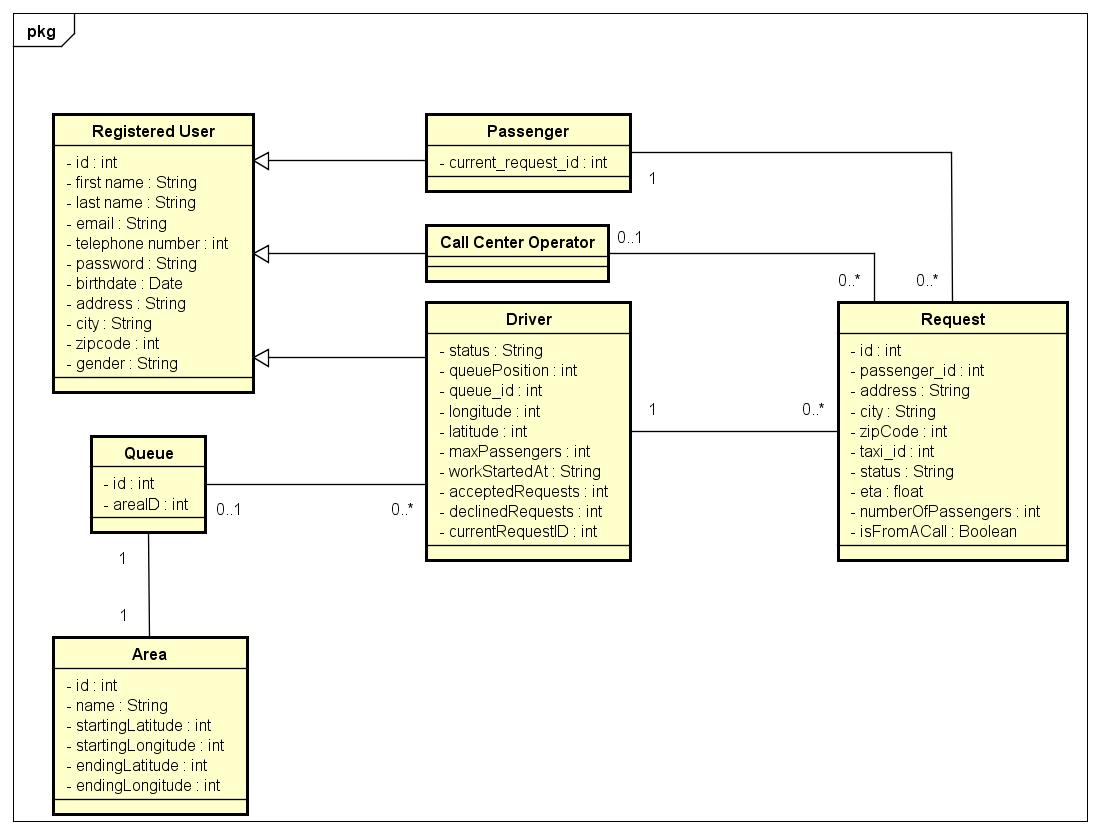 pkg
Registered User
- id : int
- first name : String
- last name : String
- email : String
- telephone number : int
- password : String
- birthdate : Date
- address : String
- city : String
- zipcode : int
- gender : String
Passenger
- current_request_id : int
1
Call Center Operator
0..1
0..*
0..*
Driver
- status : String
- queuePosition : int
- queue_id : int
- longitude : int
- latitude : int
- maxPassengers : int
- workStartedAt : String
- acceptedRequests : int
- declinedRequests : int
- currentRequestID : int
1
0..*
Request
- id : int
- passenger_id : int
- address : String
- city : String
- zipCode : int
- taxi_id : int
- status : String
- eta : float
- numberOfPassengers : int
- isFromACall : Boolean
Queue
- id : int
- areaID : int
0..1
0..*
1
1
Area
- id : int
- name : String
- startingLatitude : int
- startingLongitude : int
- endingLatitude : int
- endingLongitude : int